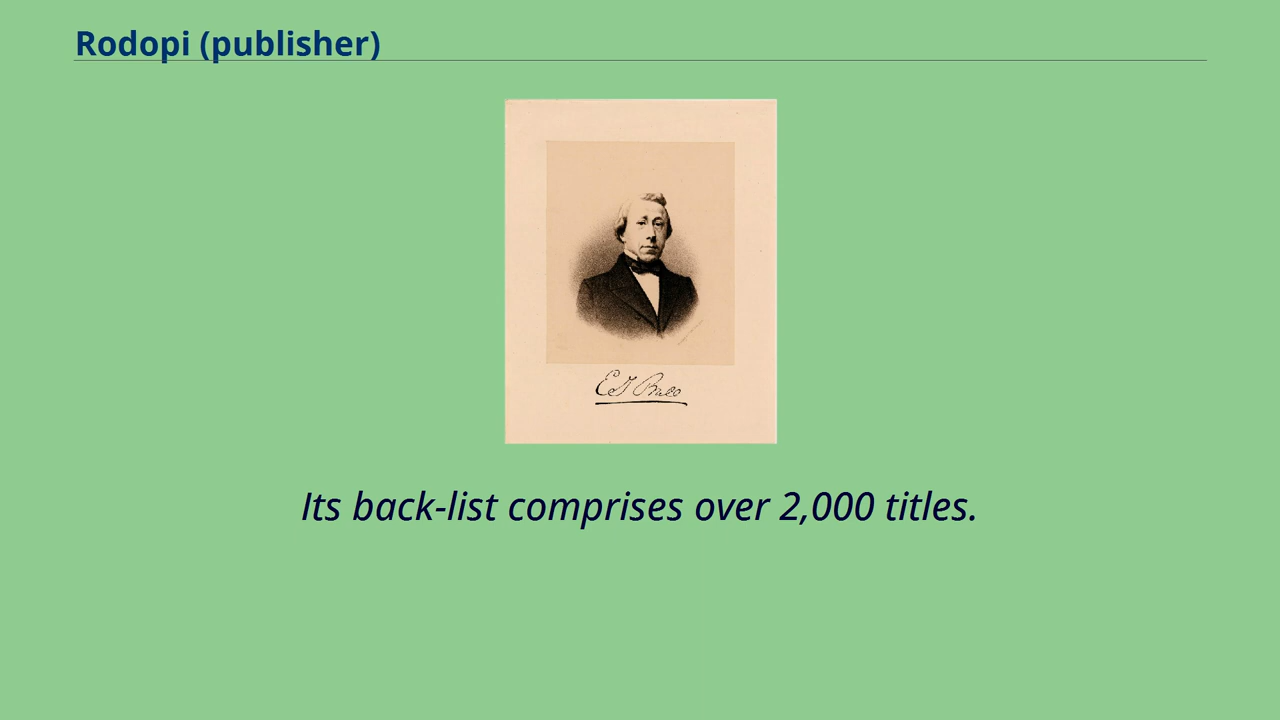 Rodopi (publisher)
Its back-list comprises over 2,000 titles.